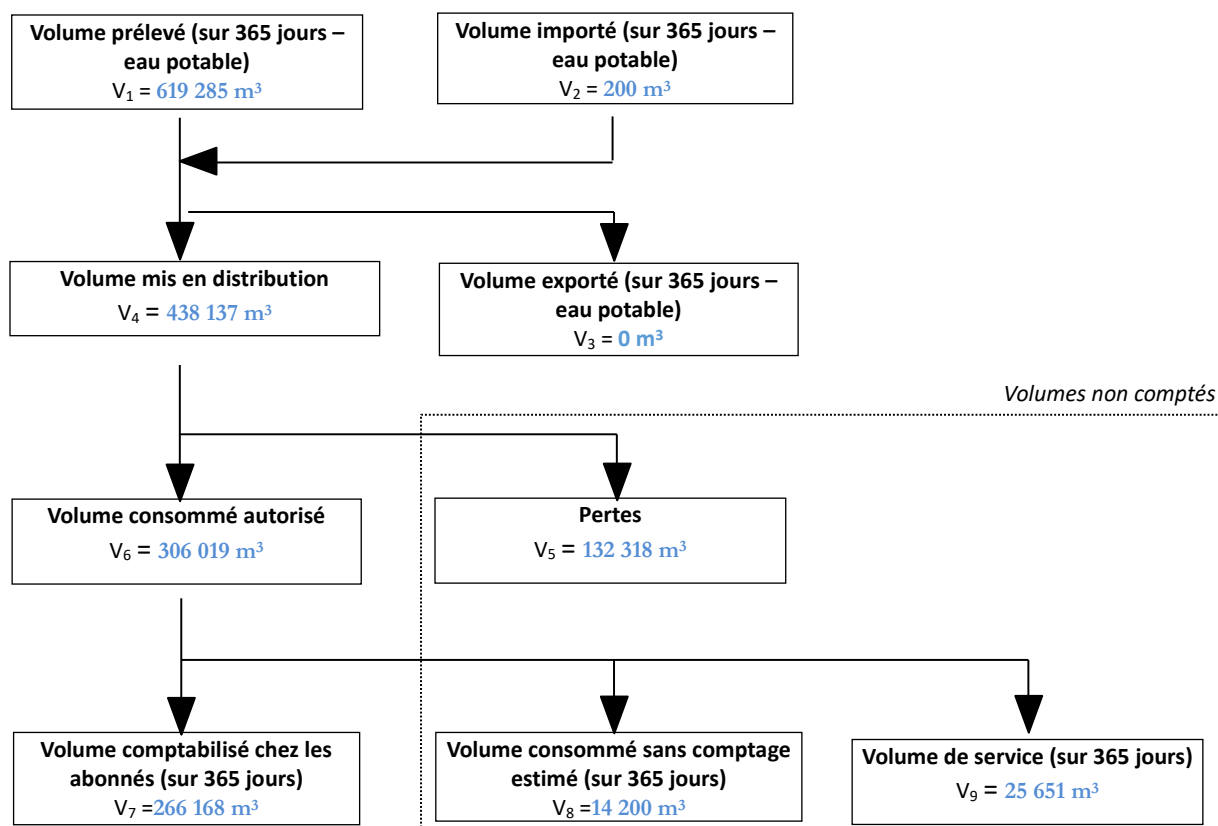 Volume prélevé (sur 365 jours –
eau potable)
V₁ = 619 285 m³
Volume importé (sur 365 jours –
eau potable)
V₂ = 200 m³
Volume mis en distribution
V₄ = 438 137 m³
Volume exporté (sur 365 jours –
eau potable)
V₃ = 0 m³
Volumes non comptés
Volume consommé autorisé
V₆ = 306 019 m³
Pertes
V₅ = 132 318 m³
Volume comptabilisé chez les
abonnés (sur 365 jours)
V₇ =266 168 m³
Volume consommé sans comptage
estimé (sur 365 jours)
V₈ =14 200 m³
Volume de service (sur 365 jours)
V₉ = 25 651 m³